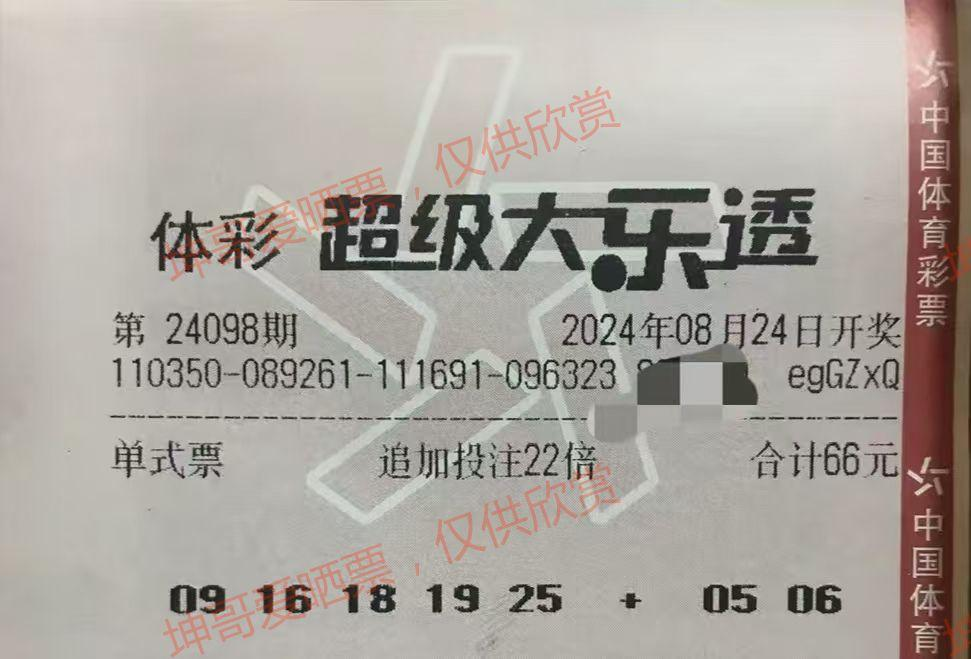 体彩 超级大乐透
第 24098期 2024年08月24日开奖
110350-089261-111691-096323 egGZxQ
单式票 追加投注22倍 合计66元
09 16 18 19 25 + 05 06
中国体育彩票
中国体育
坤哥爱晒票，仅供欣赏
坤哥爱晒票，仅供欣赏